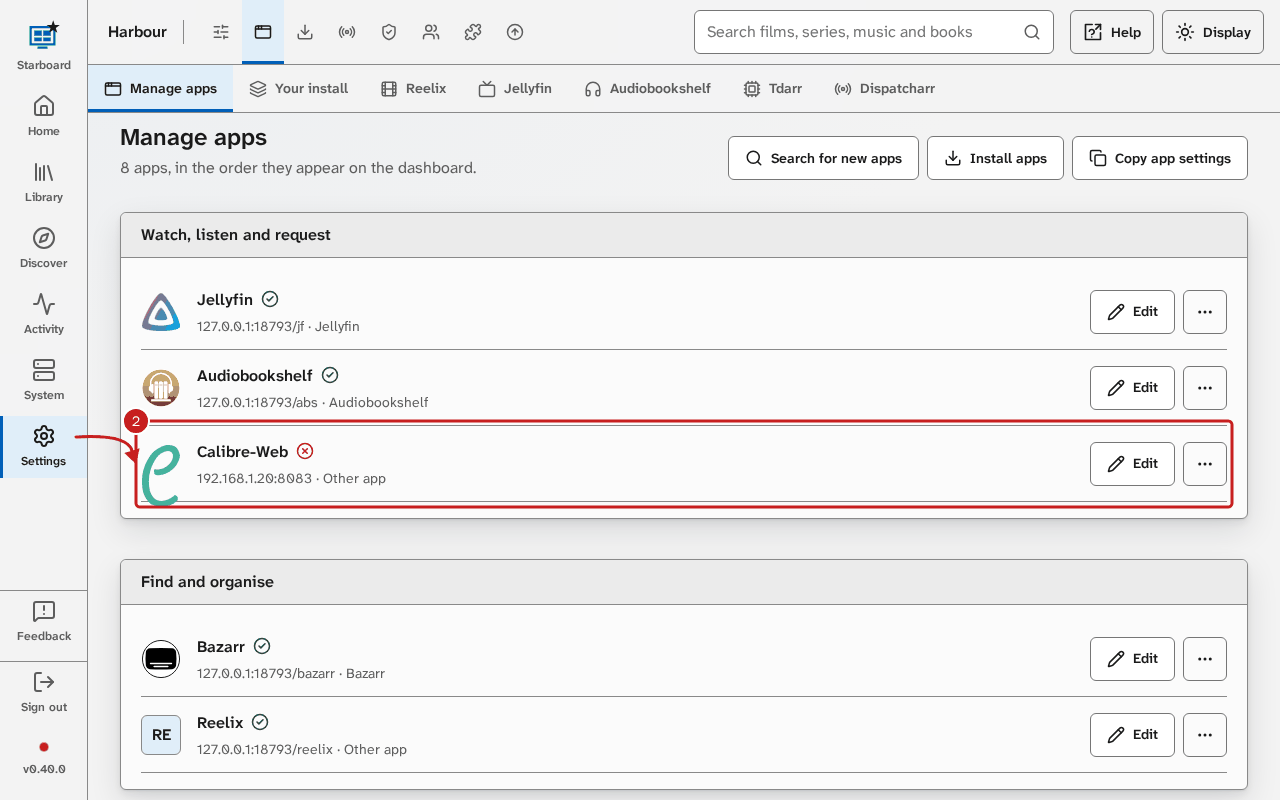 Starboard
Home
Library
Discover
Activity
System
Settings
Feedback
Sign out
v0.40.0
Harbour
Search films, series, music and books
Help
Display
Manage apps
Your install
Reelix
Jellyfin
Audiobookshelf
Tdarr
Dispatcharr
Manage apps
8 apps, in the order they appear on the dashboard.
Search for new apps
Install apps
Copy app settings
Watch, listen and request
Jellyfin
127.0.0.1:18793/jf · Jellyfin
Edit
Audiobookshelf
127.0.0.1:18793/abs · Audiobookshelf
Edit
2
Calibre-Web
192.168.1.20:8083 · Other app
Edit
Find and organise
Bazarr
127.0.0.1:18793/bazarr · Bazarr
Edit
RE
Reelix
127.0.0.1:18793/reelix · Other app
Edit